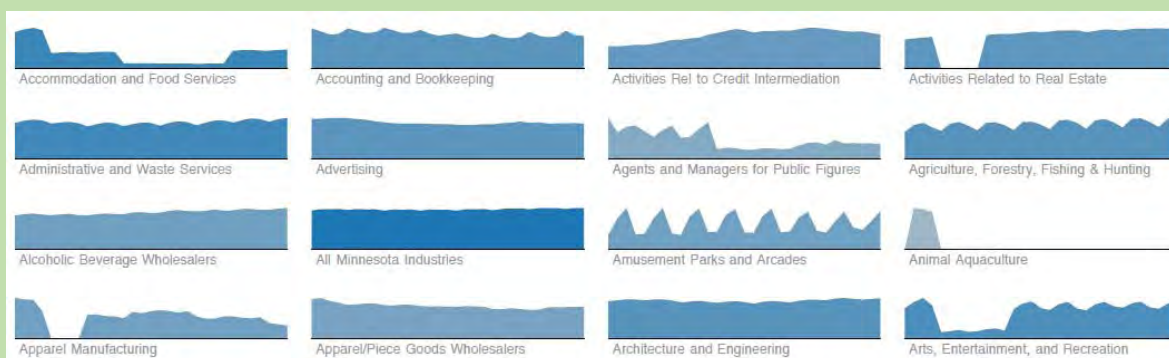 Accommodation and Food Services
Accounting and Bookkeeping
Activities Rel to Credit Intermediation
Activities Related to Real Estate
Administrative and Waste Services
Advertising
Agents and Managers for Public Figures
Agriculture, Forestry, Fishing & Hunting
Alcoholic Beverage Wholesalers
All Minnesota Industries
Amusement Parks and Arcades
Animal Aquaculture
Apparel Manufacturing
Apparel/Piece Goods Wholesalers
Architecture and Engineering
Arts, Entertainment, and Recreation